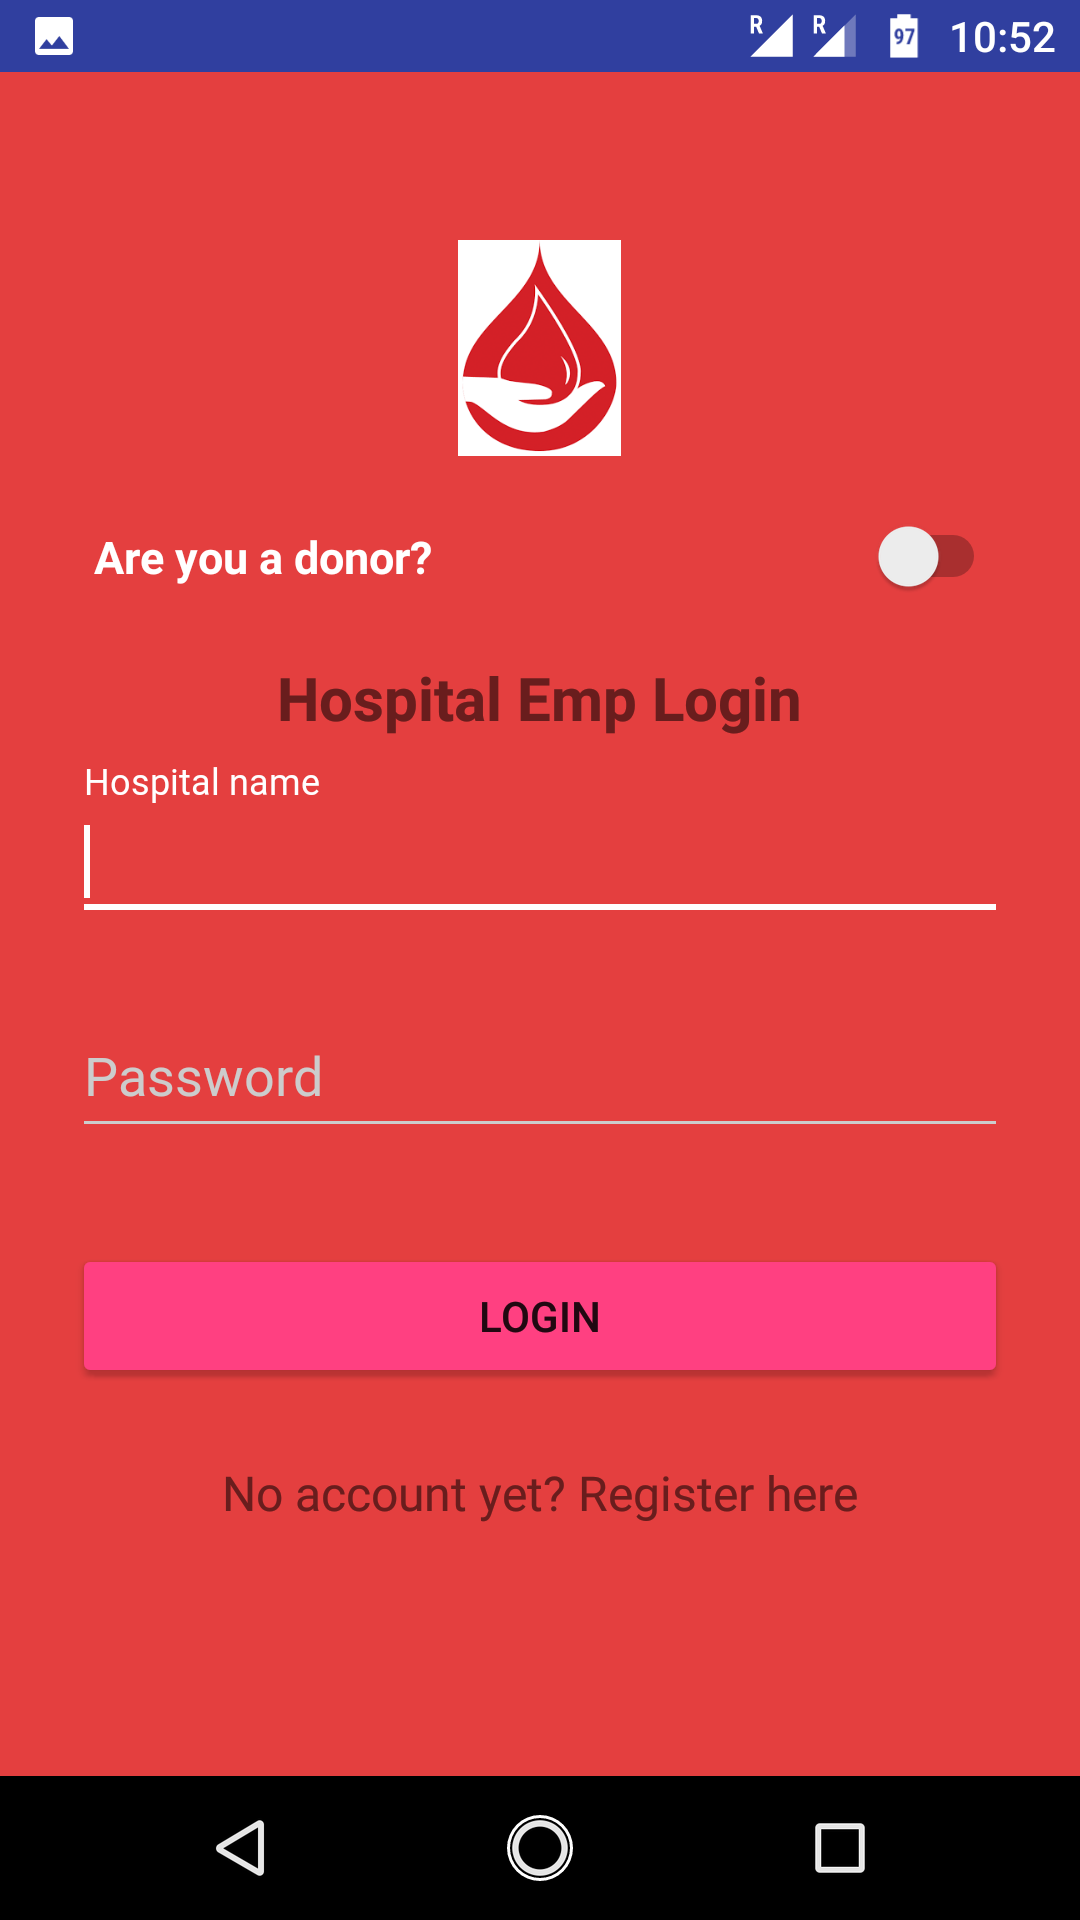 R R 97 10:52
Are you a donor?
Hospital Emp Login
Hospital name
Password
LOGIN
No account yet? Register here